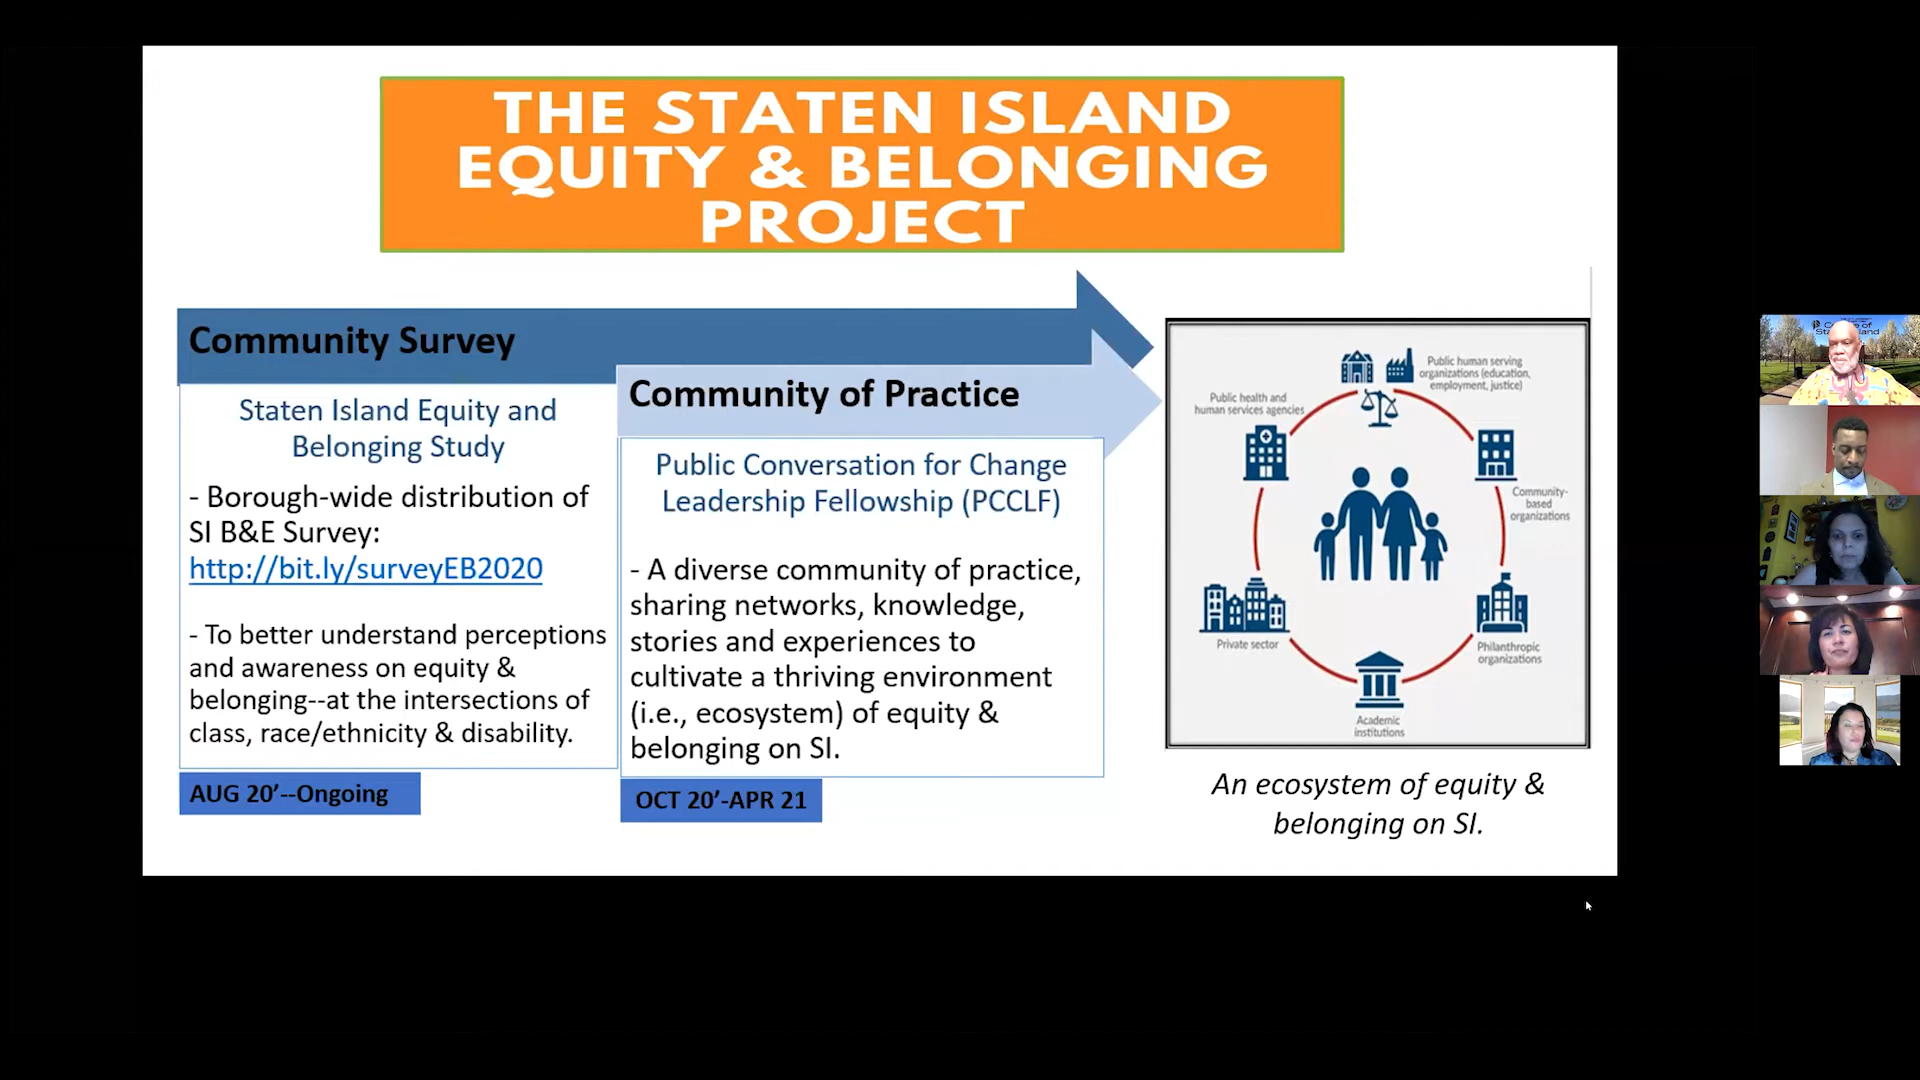 THE STATEN ISLAND
EQUITY & BELONGING
PROJECT
Community Survey
Staten Island Equity and
Belonging Study
- Borough-wide distribution of
SI B&E Survey:
http://bit.ly/surveyEB2020
- To better understand perceptions
and awareness on equity &
belonging--at the intersections of
class, race/ethnicity & disability.
AUG 20’--Ongoing
Community of Practice
Public Conversation for Change
Leadership Fellowship (PCCLF)
- A diverse community of practice,
sharing networks, knowledge,
stories and experiences to
cultivate a thriving environment
(i.e., ecosystem) of equity &
belonging on SI.
OCT 20’-APR 21
Public human serving
organizations (education,
employment, justice)
Public health and
human services agencies
Community-
based
organizations
Private sector
Philanthropic
organizations
Academic
institutions
An ecosystem of equity &
belonging on SI.